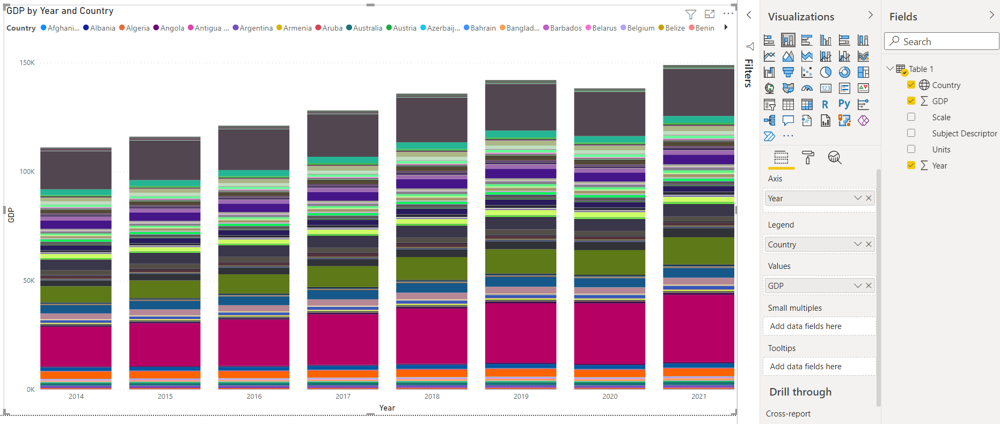 GDP by Year and Country
Country Afghani... Albania Algeria Angola Antigua ... Argentina Armenia Aruba Australia Austria Azerbaij... Bahrain Banglad... Barbados Belarus Belgium Belize Benin
150K
100K
50K
0K
GDP
2014 2015 2016 2017 2018 2019 2020 2021
Year
Filters
Visualizations
123
R
Py
Axis
Year
Legend
Country
Values
GDP
Small multiples
Add data fields here
Tooltips
Add data fields here
Drill through
Cross-report
Fields
Search
Table 1
Country
GDP
Scale
Subject Descriptor
Units
Year